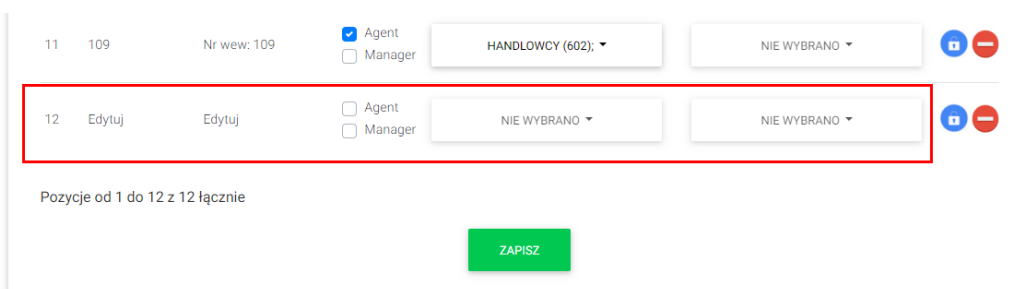 11 109 Nr wew: 109 Agent HANDLOWCY (602); NIE WYBRANO
Manager
12 Edytuj Edytuj Agent NIE WYBRANO NIE WYBRANO
Manager
Pozycje od 1 do 12 z 12 łącznie
ZAPISZ